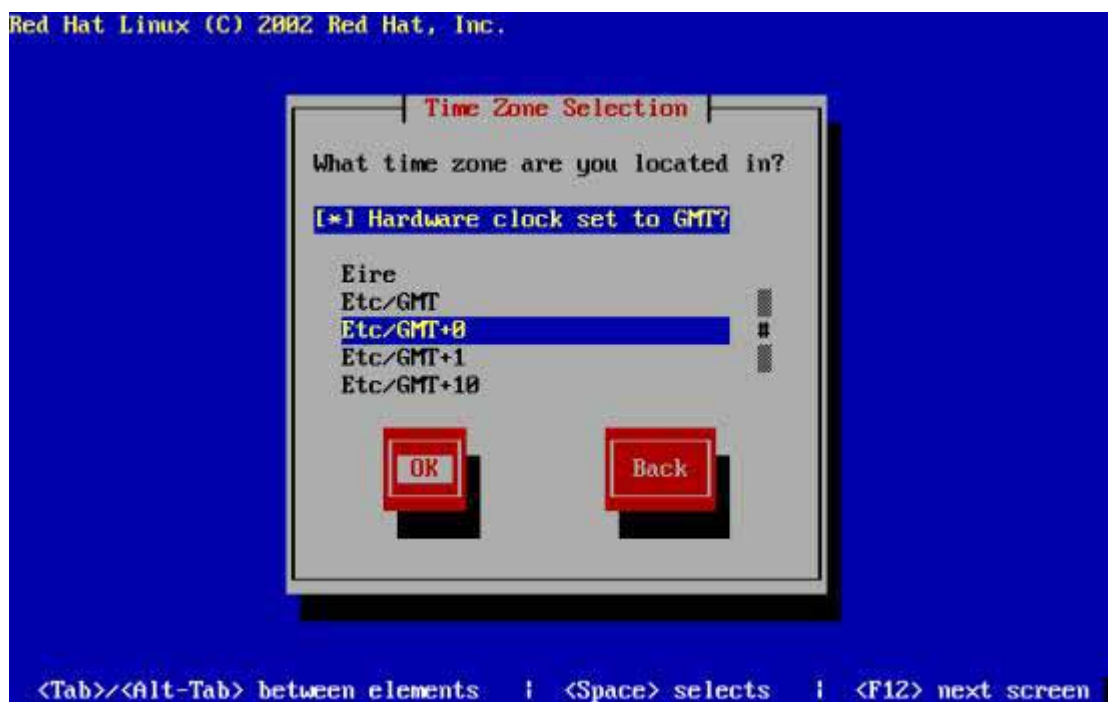 Red Hat Linux (C) 2002 Red Hat, Inc.
Time Zone Selection
What time zone are you located in?
[*] Hardware clock set to GMT?
Eire
Etc/GMT
Etc/GMT+0
#
Etc/GMT+1
Etc/GMT+10
OK Back
<Tab>/<Alt-Tab> between elements | <Space> selects | <F12> next screen